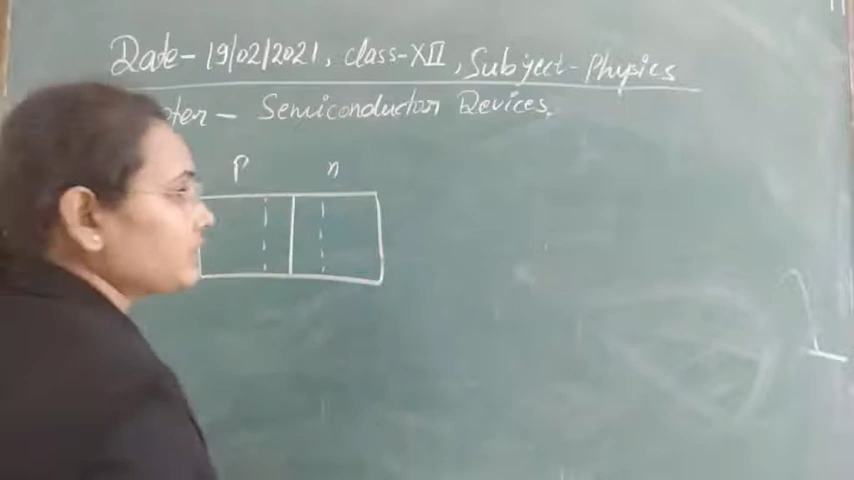 Date- 19/02/2021, class-XII, Subject-Physics
- Semiconductor Devices,
P n